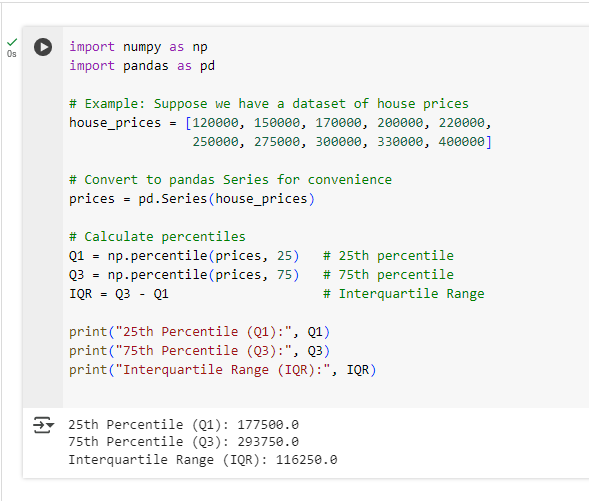 0s
import numpy as np
import pandas as pd
# Example: Suppose we have a dataset of house prices
house_prices = [120000, 150000, 170000, 200000, 220000,
                250000, 275000, 300000, 330000, 400000]
# Convert to pandas Series for convenience
prices = pd.Series(house_prices)
# Calculate percentiles
Q1 = np.percentile(prices, 25)   # 25th percentile
Q3 = np.percentile(prices, 75)   # 75th percentile
IQR = Q3 - Q1                    # Interquartile Range
print("25th Percentile (Q1):", Q1)
print("75th Percentile (Q3):", Q3)
print("Interquartile Range (IQR):", IQR)
25th Percentile (Q1): 177500.0
75th Percentile (Q3): 293750.0
Interquartile Range (IQR): 116250.0